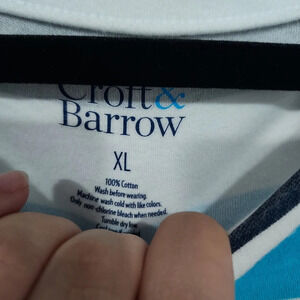 Croft&
Barrow
XL
100% Cotton
Wash before wearing.
Machine wash cold with like colors.
Only non-chlorine bleach when needed.
Tumble dry low